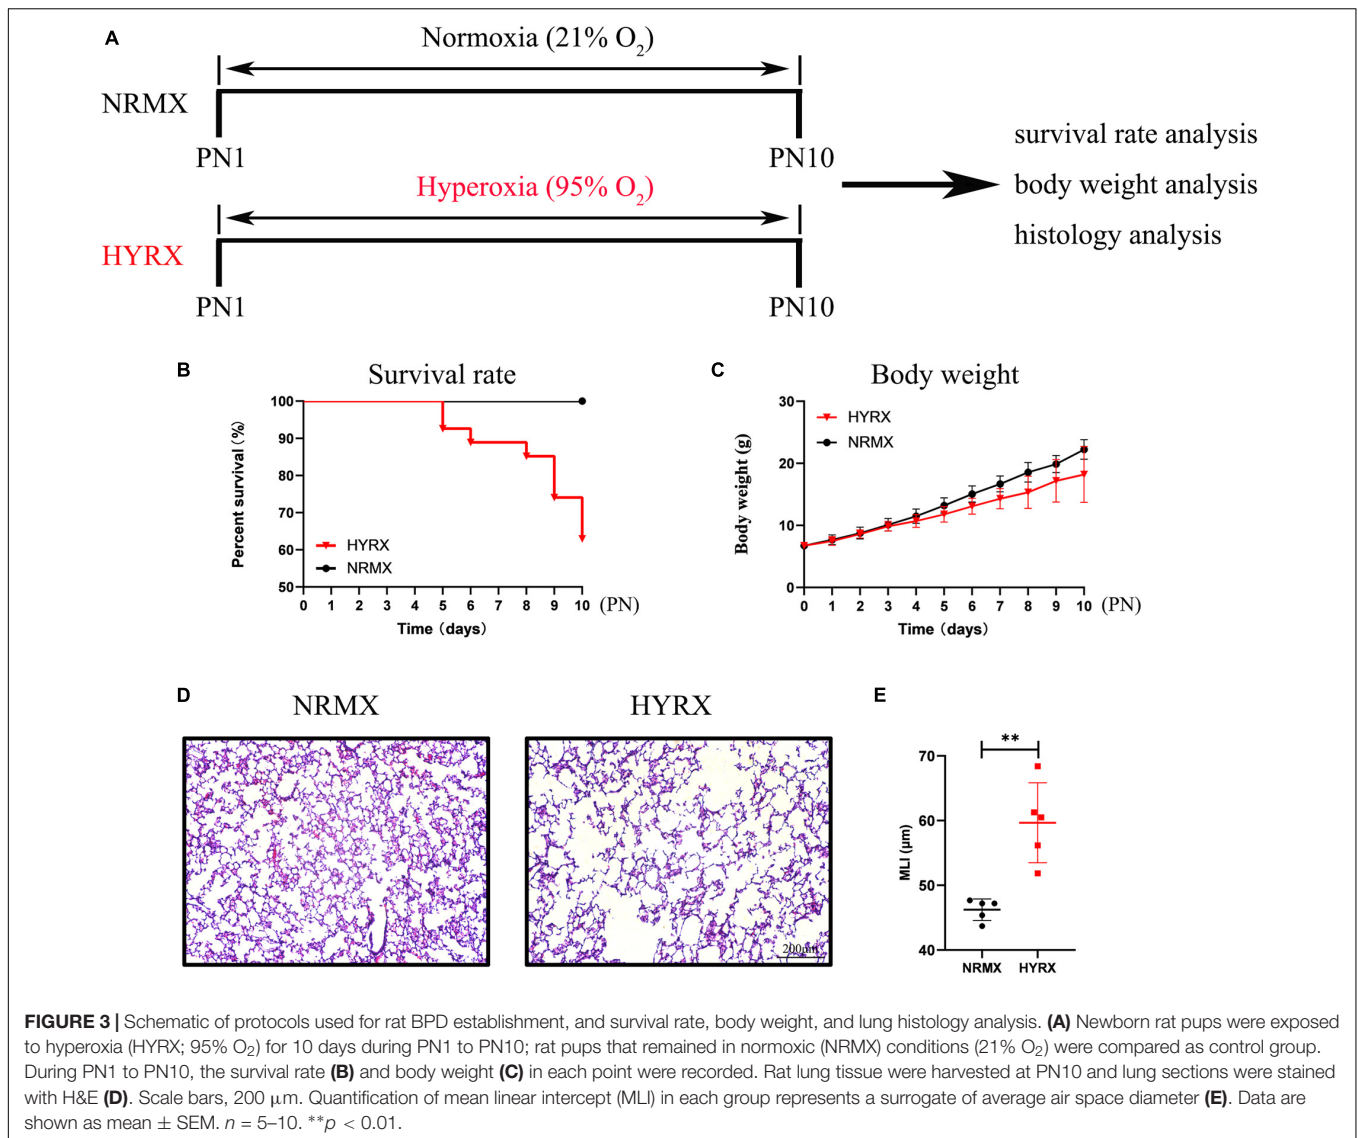 A
Normoxia (21% O2)
NRMX
PN1
PN10
Hyperoxia (95% O2)
HYRX
PN1
PN10
survival rate analysis
body weight analysis
histology analysis
B
Survival rate
Percent survival (%)
100
90
80
70
60
50
HYRX
NRMX
0 1 2 3 4 5 6 7 8 9 10 (PN)
Time (days)
C
Body weight
Body weight (g)
30
20
10
0
HYRX
NRMX
0 1 2 3 4 5 6 7 8 9 10 (PN)
Time (days)
D
NRMX
HYRX
200μm
E
**
MLI (μm)
70
60
50
40
NRMX HYRX
FIGURE 3 | Schematic of protocols used for rat BPD establishment, and survival rate, body weight, and lung histology analysis. (A) Newborn rat pups were exposed
to hyperoxia (HYRX; 95% O2) for 10 days during PN1 to PN10; rat pups that remained in normoxic (NRMX) conditions (21% O2) were compared as control group.
During PN1 to PN10, the survival rate (B) and body weight (C) in each point were recorded. Rat lung tissue were harvested at PN10 and lung sections were stained
with H&E (D). Scale bars, 200 μm. Quantification of mean linear intercept (MLI) in each group represents a surrogate of average air space diameter (E). Data are
shown as mean ± SEM. n = 5–10. **p < 0.01.